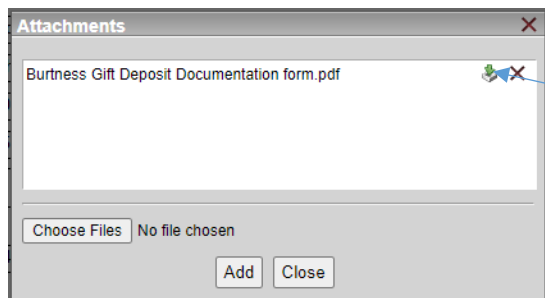 Attachments
Burtness Gift Deposit Documentation form.pdf
Choose Files No file chosen
Add Close